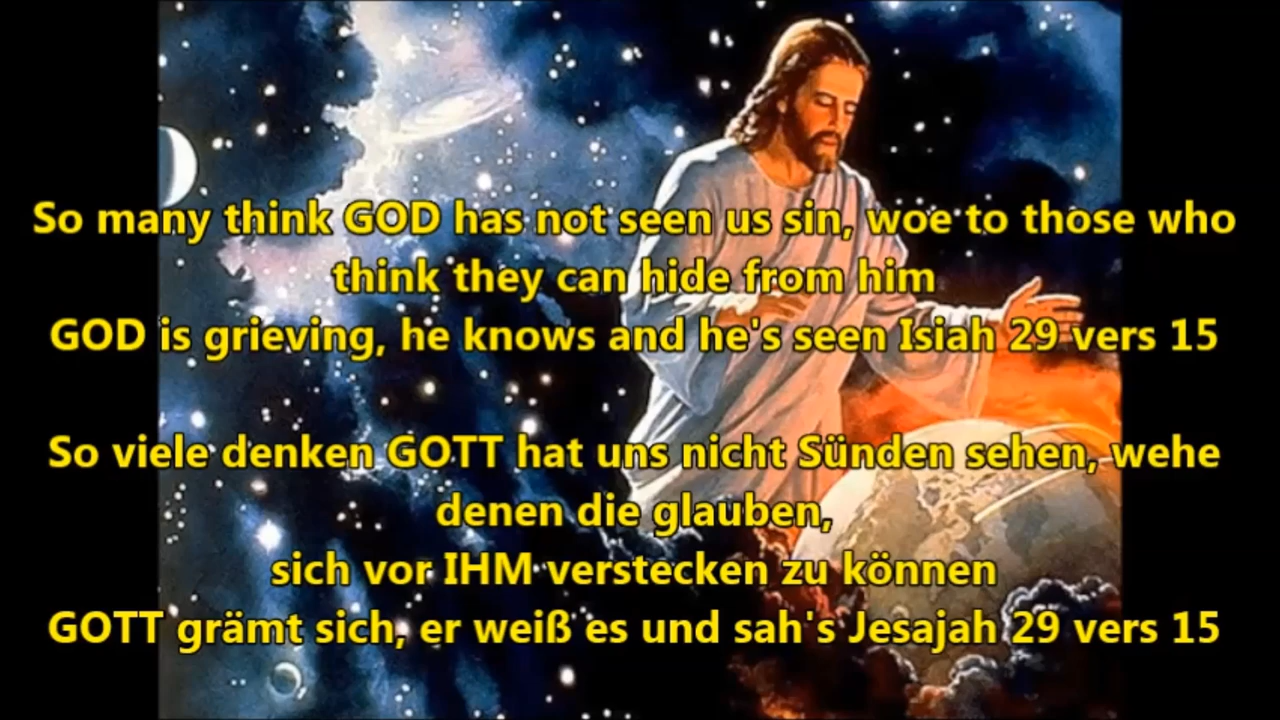 So many think GOD has not seen us sin, woe to those who
think they can hide from him
GOD is grieving, he knows and he's seen Isiah 29 vers 15
So viele denken GOTT hat uns nicht Sünden sehen, wehe
denen die glauben,
sich vor IHM verstecken zu können
GOTT grämt sich, er weiß es und sah's Jesajah 29 vers 15